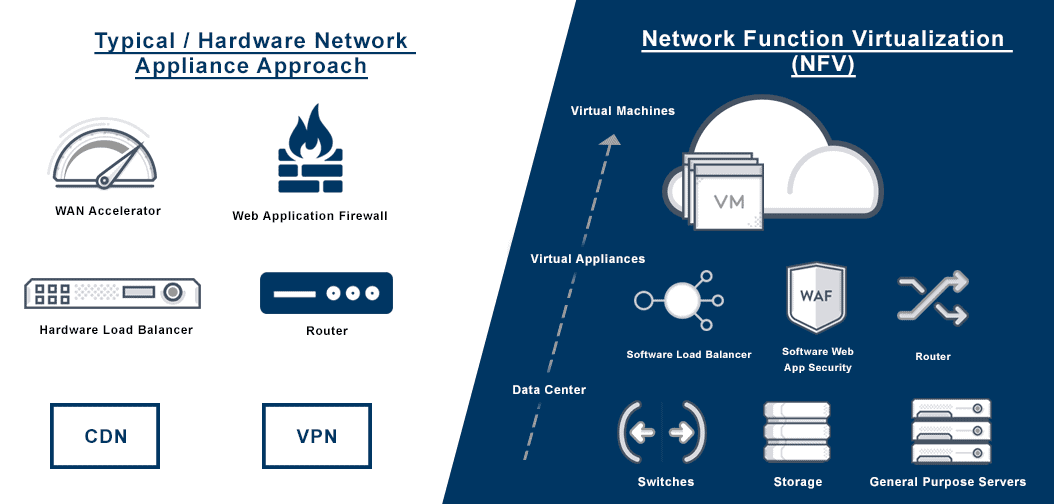 Typical / Hardware Network
Appliance Approach
WAN Accelerator
Web Application Firewall
Hardware Load Balancer
Router
CDN
VPN
Network Function Virtualization
(NFV)
Virtual Machines
VM
Virtual Appliances
WAF
Software Load Balancer
Software Web
App Security
Router
Data Center
Switches
Storage
General Purpose Servers